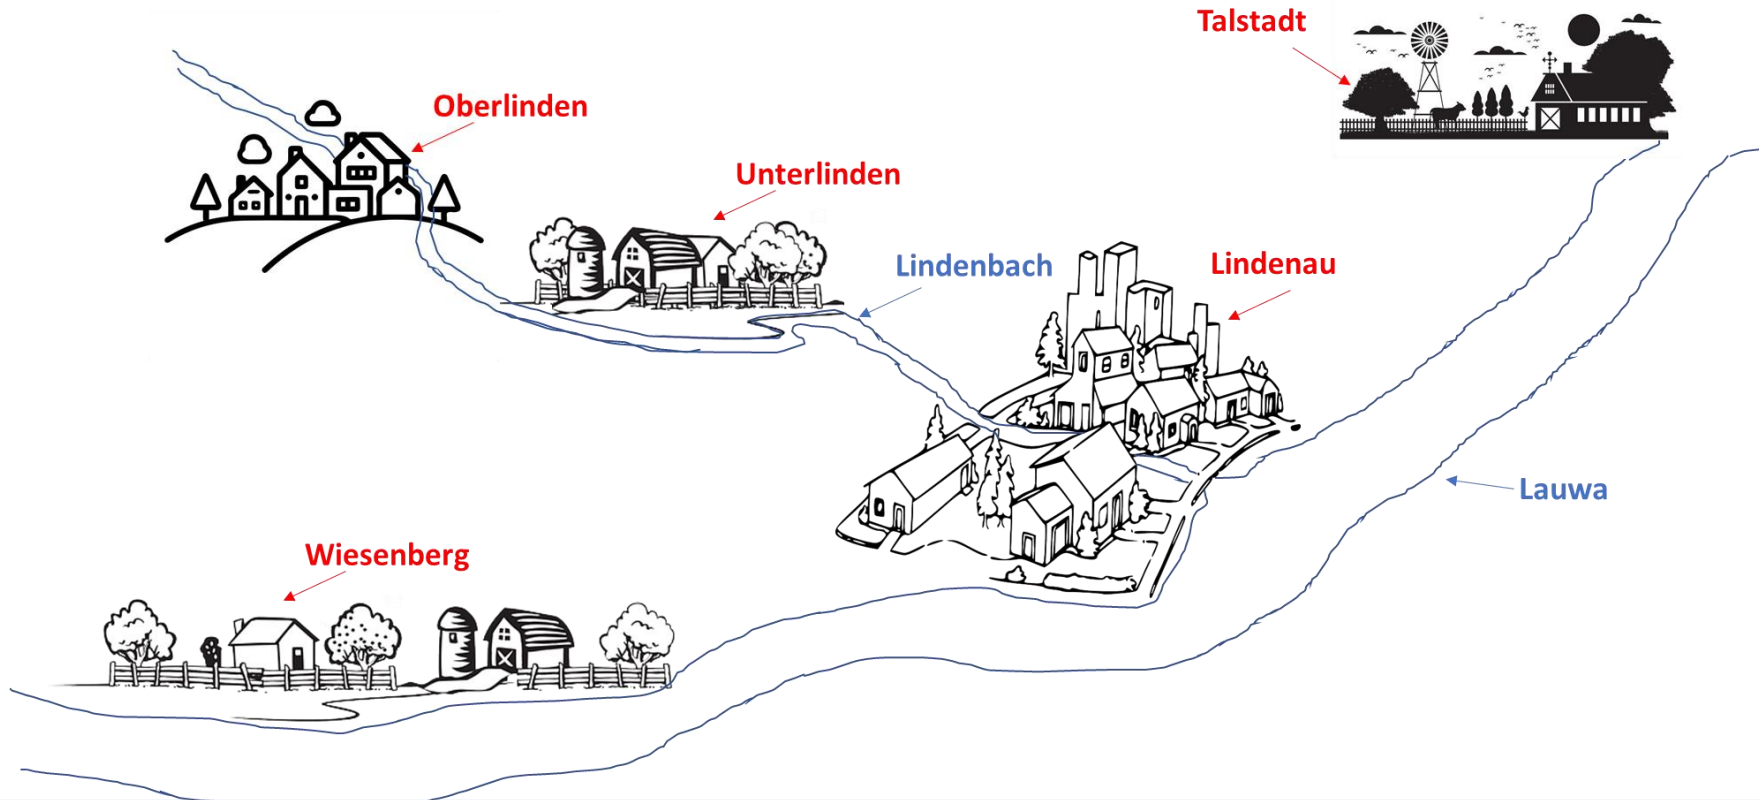 Talstadt
Oberlinden
Unterlinden
Lindenbach
Lindenau
Lauwa
Wiesenberg